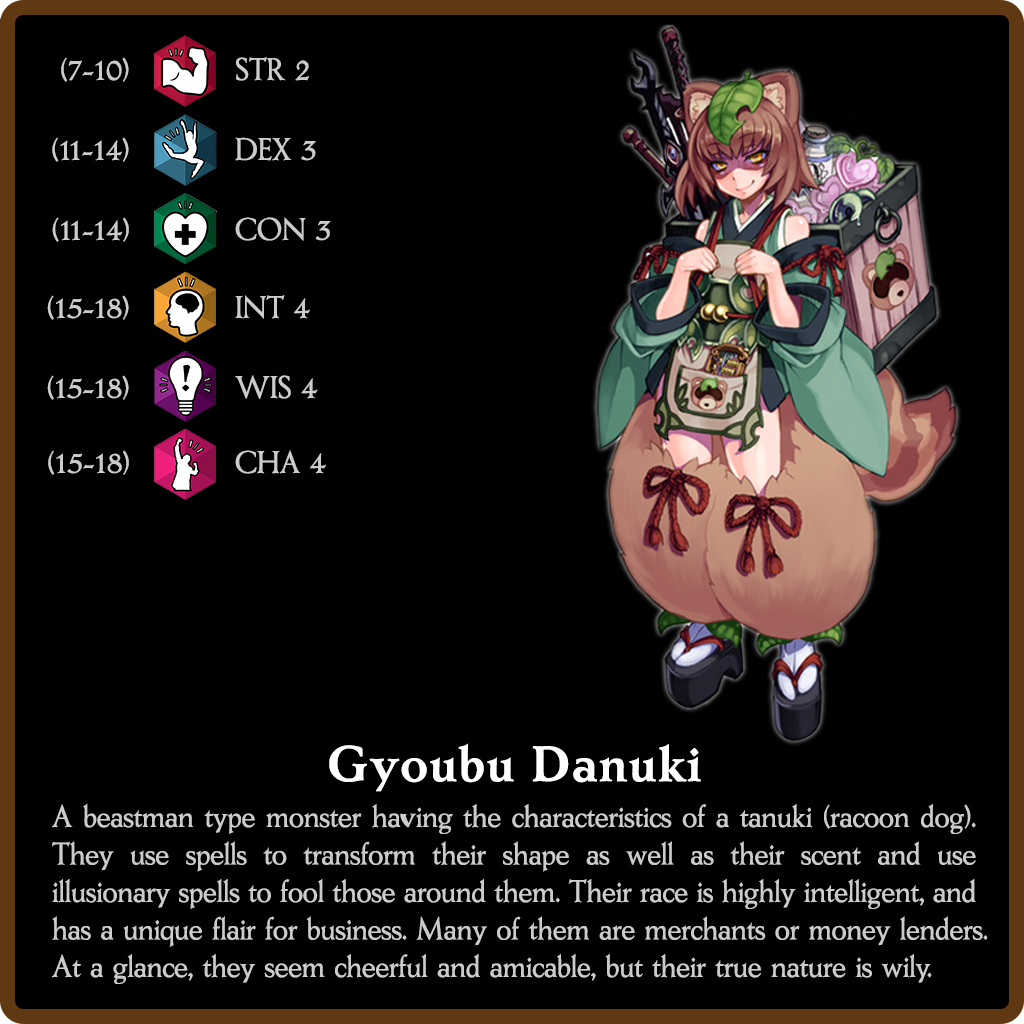 (7-10) STR 2
(11-14) DEX 3
(11-14) CON 3
(15-18) INT 4
(15-18) WIS 4
(15-18) CHA 4
Gyoubu Danuki
A beastman type monster having the characteristics of a tanuki (racoon dog).
They use spells to transform their shape as well as their scent and use
illusionary spells to fool those around them. Their race is highly intelligent, and
has a unique flair for business. Many of them are merchants or money lenders.
At a glance, they seem cheerful and amicable, but their true nature is wily.